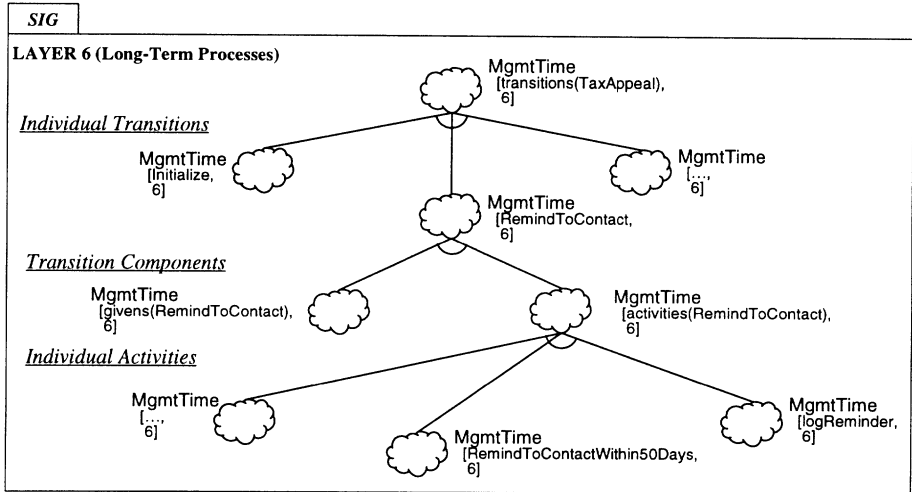 SIG
LAYER 6 (Long-Term Processes)
MgmtTime
[transitions(TaxAppeal),
6]
Individual Transitions
MgmtTime
[Initialize,
6]
MgmtTime
[...,
6]
MgmtTime
[RemindToContact,
6]
Transition Components
MgmtTime
[givens(RemindToContact),
6]
MgmtTime
[activities(RemindToContact),
6]
Individual Activities
MgmtTime
[...,
6]
MgmtTime
[RemindToContactWithin50Days,
6]
MgmtTime
[logReminder,
6]